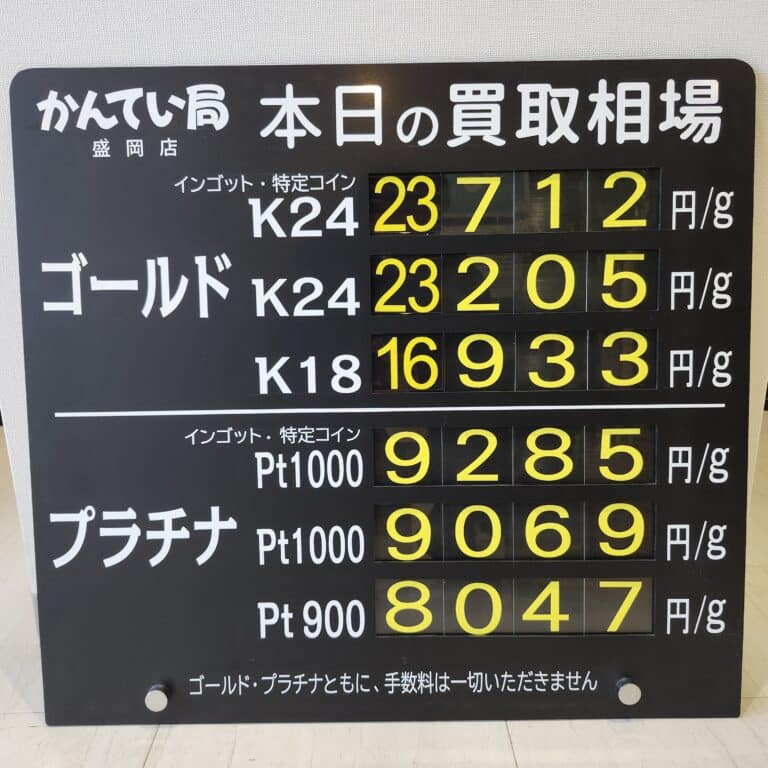 かんてい局 本日の買取相場
盛岡店
インゴット・特定コイン
K24 23712 円/g
ゴールド K24 23205 円/g
K18 16933 円/g
インゴット・特定コイン
Pt1000 9285 円/g
プラチナ Pt1000 9069 円/g
Pt900 8047 円/g
ゴールド・プラチナともに、手数料は一切いただきません